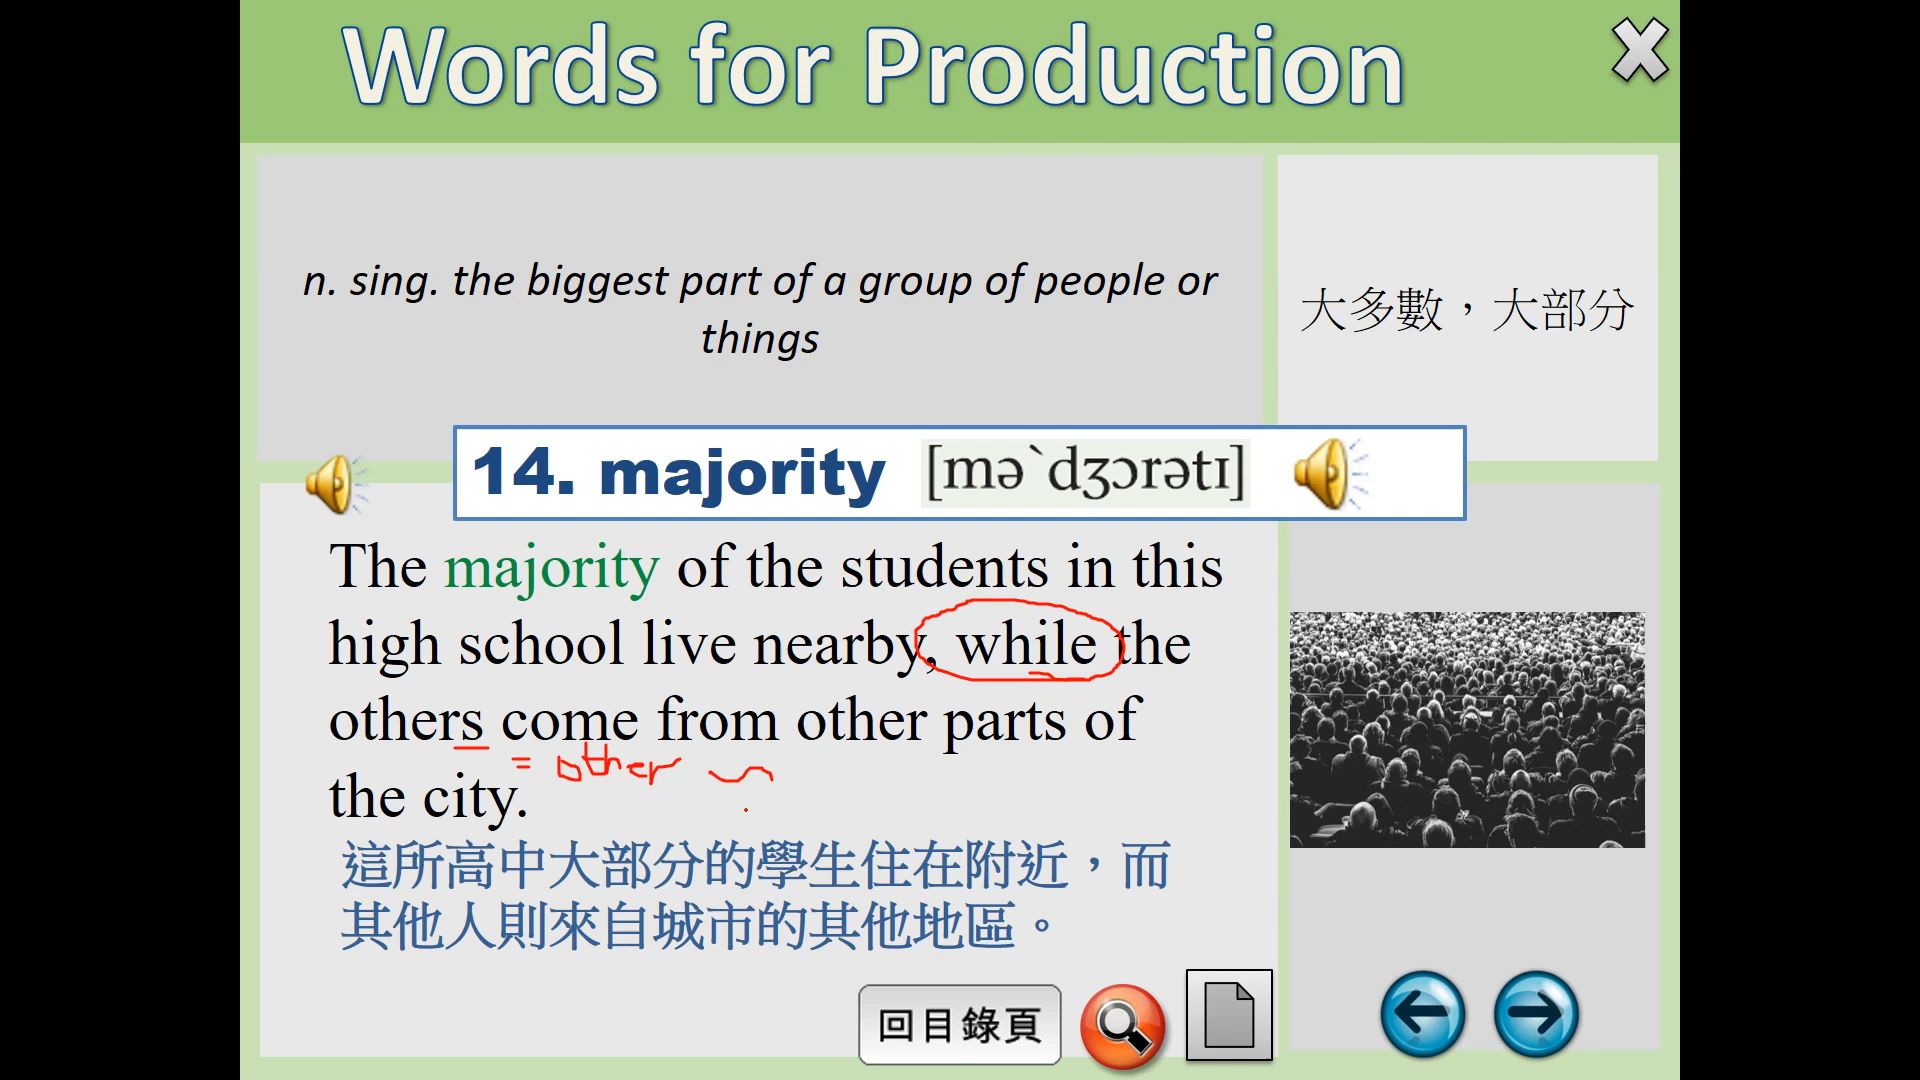 Words for Production
n. sing. the biggest part of a group of people or
things
大多數，大部分
14. majority [mə`dʒɔrətɪ]
The majority of the students in this
high school live nearby, while the
others come from other parts of
= other
the city.
這所高中大部分的學生住在附近，而
其他人則來自城市的其他地區。
回目錄頁